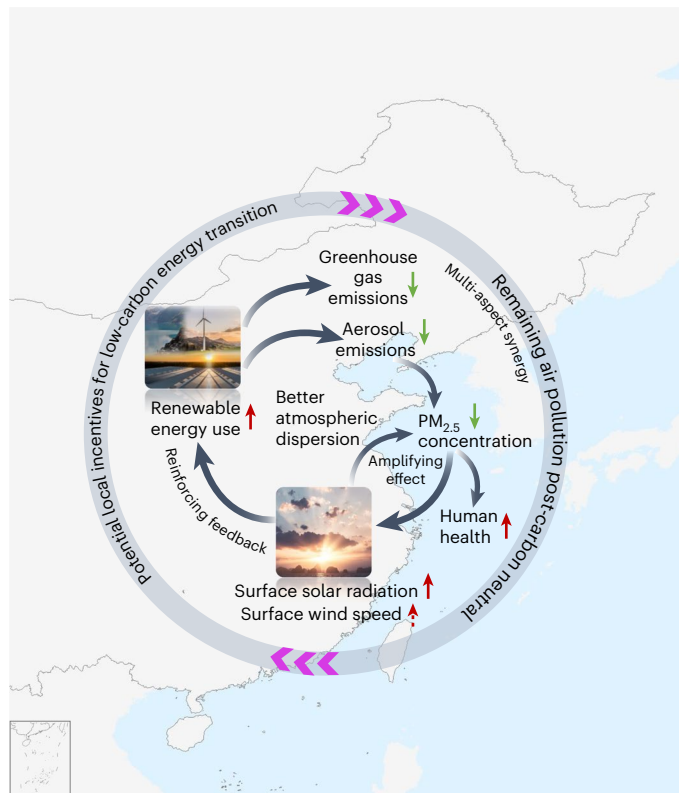 Potential local incentives for low-carbon energy transition
Remaining air pollution post-carbon neutral
Multi-aspect synergy
Greenhouse
gas
emissions
Aerosol
emissions
Renewable
energy use
Better
atmospheric
dispersion
PM2.5
concentration
Amplifying
effect
Reinforcing feedback
Human
health
Surface solar radiation
Surface wind speed